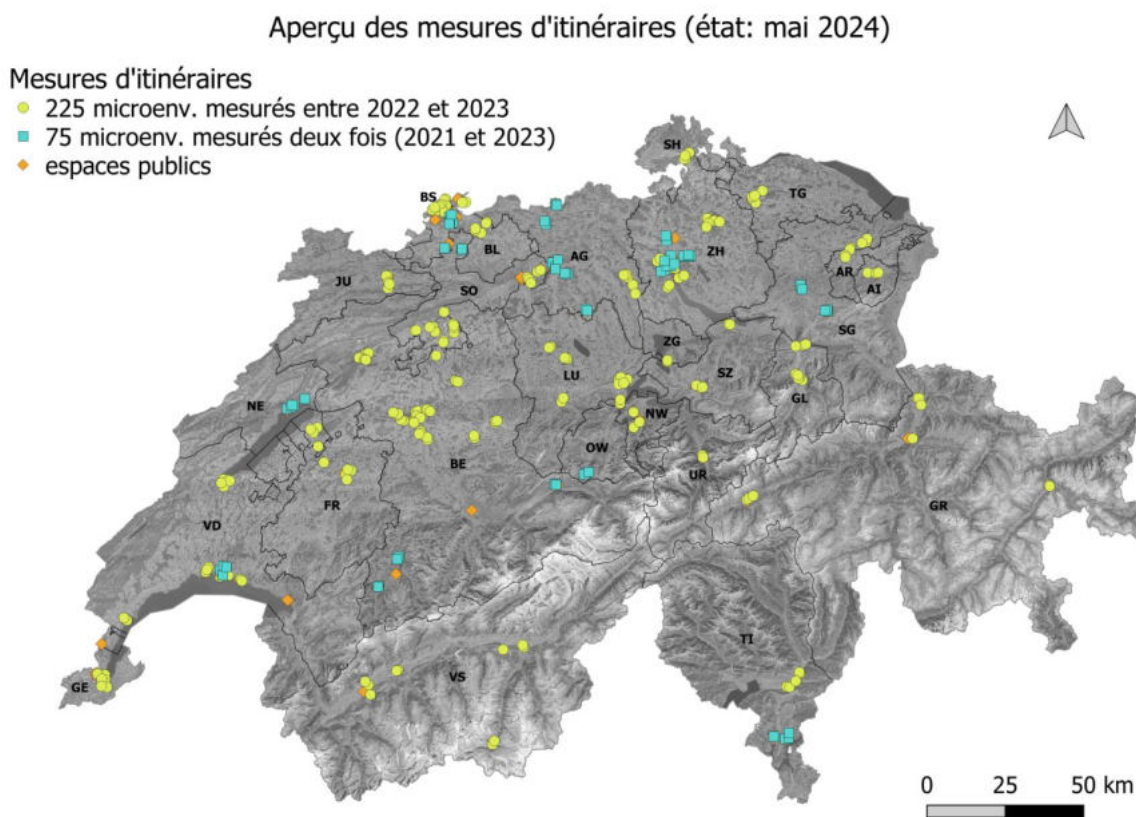 Aperçu des mesures d'itinéraires (état: mai 2024)
Mesures d'itinéraires
225 microenv. mesurés entre 2022 et 2023
75 microenv. mesurés deux fois (2021 et 2023)
espaces publics
SH
BS
TG
BL
AG
ZH
JU
SO
AR
AI
SG
ZG
LU
SZ
NE
GL
NW
OW
BE
UR
GR
FR
VD
TI
VS
GE
0 25 50 km